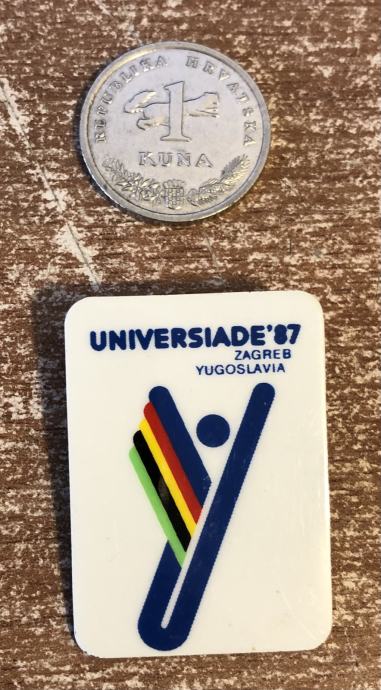 REPUBLIKA HRVATSKA
1
KUNA
UNIVERSIADE'87
ZAGREB
YUGOSLAVIA